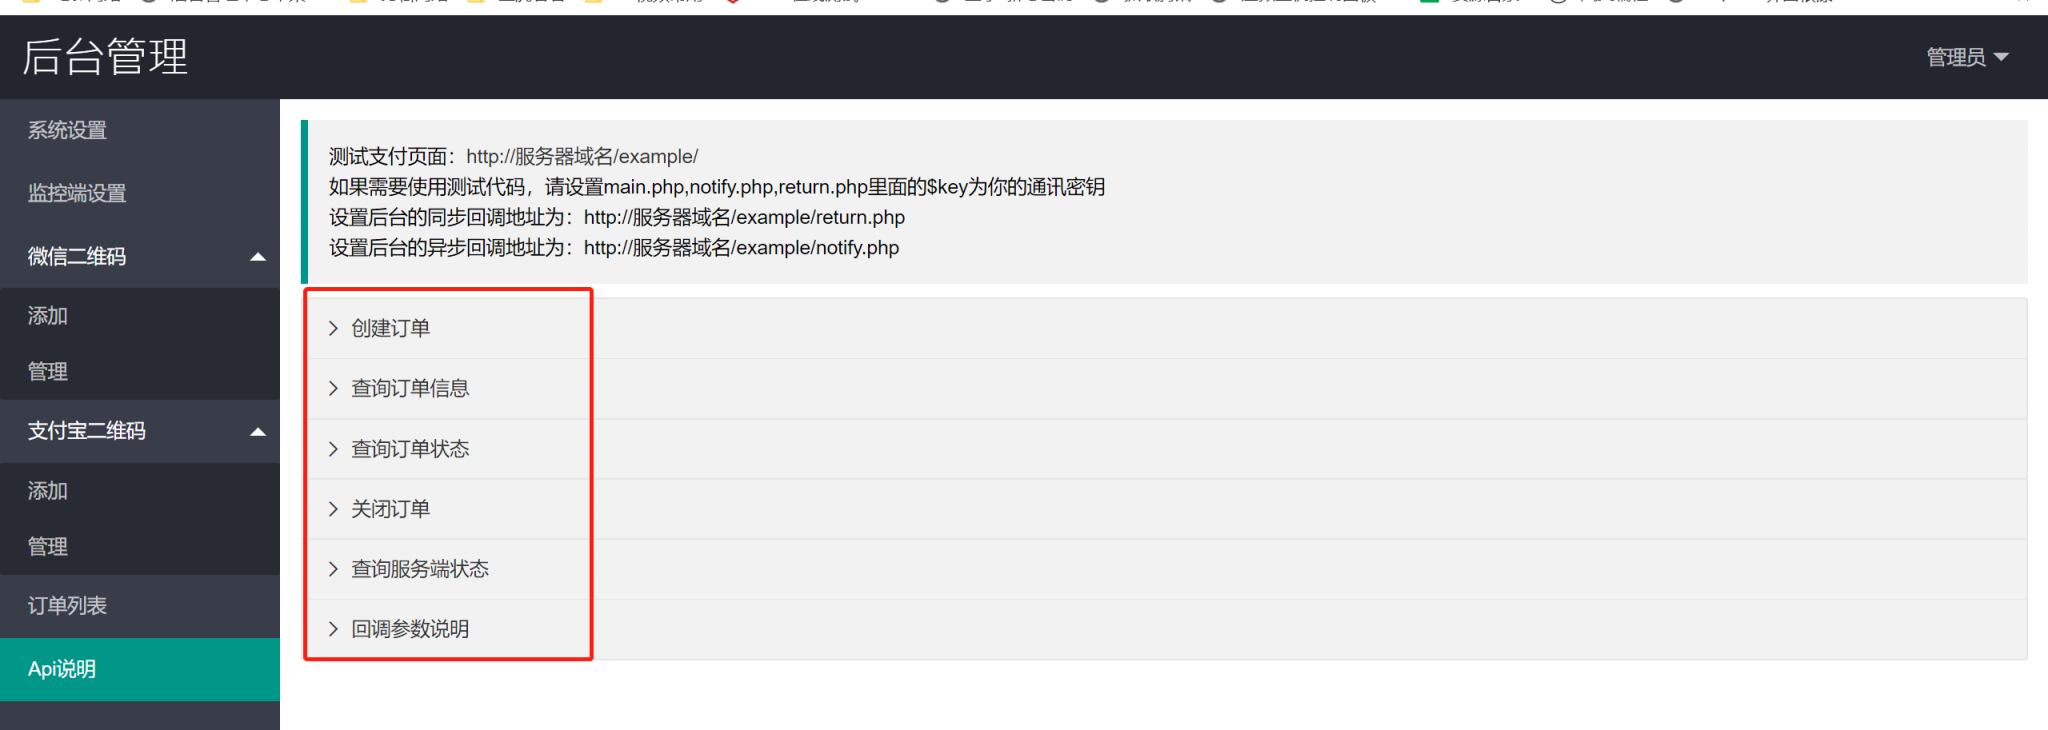 后台管理
管理员
系统设置
监控端设置
微信二维码
添加
管理
支付宝二维码
添加
管理
订单列表
Api说明
测试支付页面：http://服务器域名/example/
如果需要使用测试代码，请设置main.php,notify.php,return.php里面的$key为你的通讯密钥
设置后台的同步回调地址为：http://服务器域名/example/return.php
设置后台的异步回调地址为：http://服务器域名/example/notify.php
创建订单
查询订单信息
查询订单状态
关闭订单
查询服务端状态
回调参数说明